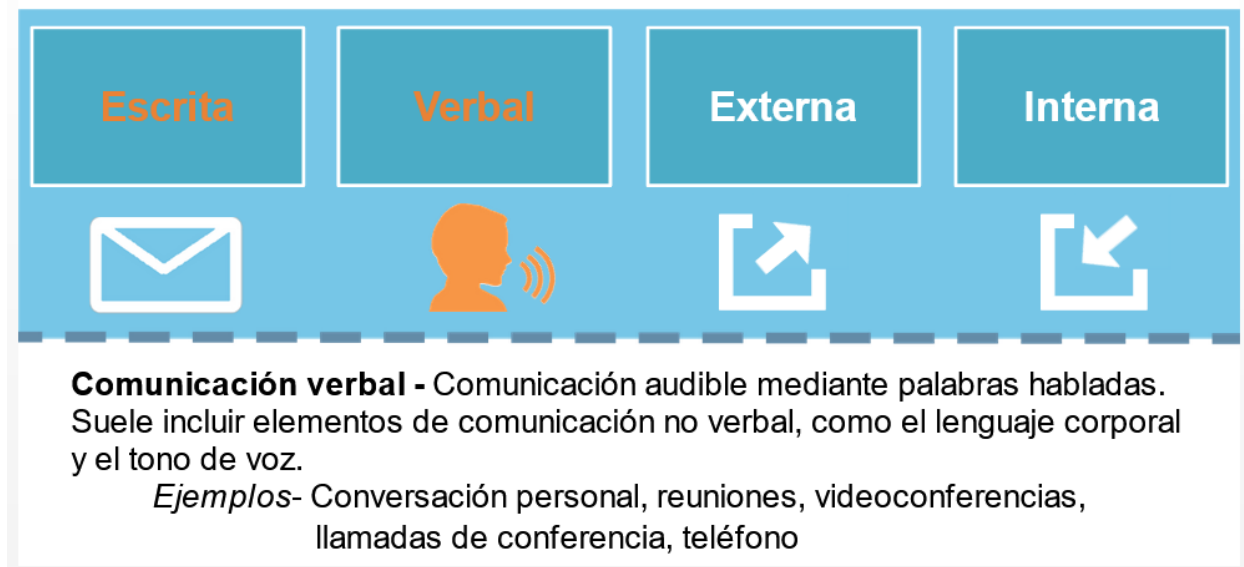 Escrita
Verbal
Externa
Interna
Comunicación verbal - Comunicación audible mediante palabras habladas.
Suele incluir elementos de comunicación no verbal, como el lenguaje corporal
y el tono de voz.
Ejemplos- Conversación personal, reuniones, videoconferencias,
llamadas de conferencia, teléfono